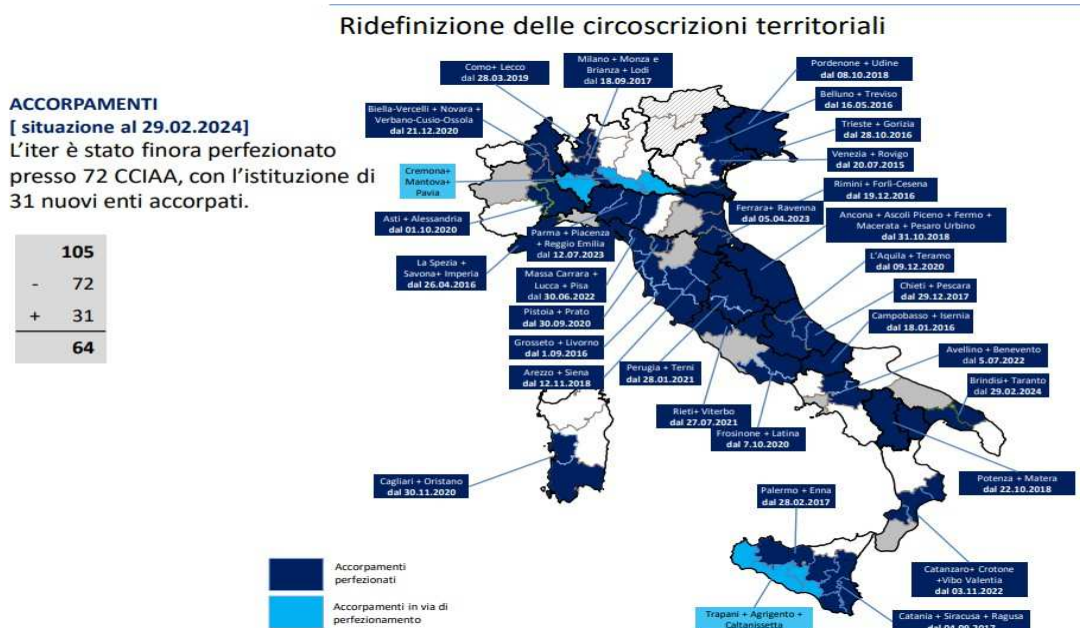 Ridefinizione delle circoscrizioni territoriali
ACCORPAMENTI
[ situazione al 29.02.2024]
L'iter è stato finora perfezionato
presso 72 CCIAA, con l'istituzione di
31 nuovi enti accorpati.
105
- 72
+ 31
64
Como+ Lecco
dal 28.03.2019
Milano + Monza e
Brianza + Lodi
dal 18.09.2017
Pordenone + Udine
dal 08.10.2018
Belluno + Treviso
dal 16.05.2016
Biella-Vercelli + Novara +
Verbano-Cusio-Ossola
dal 21.12.2020
Trieste + Gorizia
dal 28.10.2016
Venezia + Rovigo
dal 20.07.2015
Cremona+
Mantova+
Pavia
Rimini + Forlì-Cesena
dal 19.12.2016
Asti + Alessandria
dal 01.10.2020
Ferrara+ Ravenna
dal 05.04.2023
Ancona + Ascoli Piceno + Fermo +
Macerata + Pesaro Urbino
dal 31.10.2018
Parma + Piacenza
+ Reggio Emilia
dal 12.07.2023
La Spezia +
Savona+ Imperia
dal 26.04.2016
L'Aquila + Teramo
dal 09.12.2020
Massa Carrara +
Lucca + Pisa
dal 30.06.2022
Chieti + Pescara
dal 29.12.2017
Pistoia + Prato
dal 30.09.2020
Campobasso + Isernia
dal 18.01.2016
Grosseto + Livorno
dal 1.09.2016
Avellino + Benevento
dal 5.07.2022
Arezzo + Siena
dal 12.11.2018
Perugia + Terni
dal 28.01.2021
Brindisi+ Taranto
dal 29.02.2024
Rieti+ Viterbo
dal 27.07.2021
Frosinone + Latina
dal 7.10.2020
Cagliari + Oristano
dal 30.11.2020
Potenza + Matera
dal 22.10.2018
Palermo + Enna
dal 28.02.2017
Catanzaro+ Crotone
+Vibo Valentia
dal 03.11.2022
Accorpamenti
perfezionati
Accorpamenti in via di
perfezionamento
Trapani + Agrigento +
Caltanissetta
Catania + Siracusa + Ragusa
dal 04.09.2017